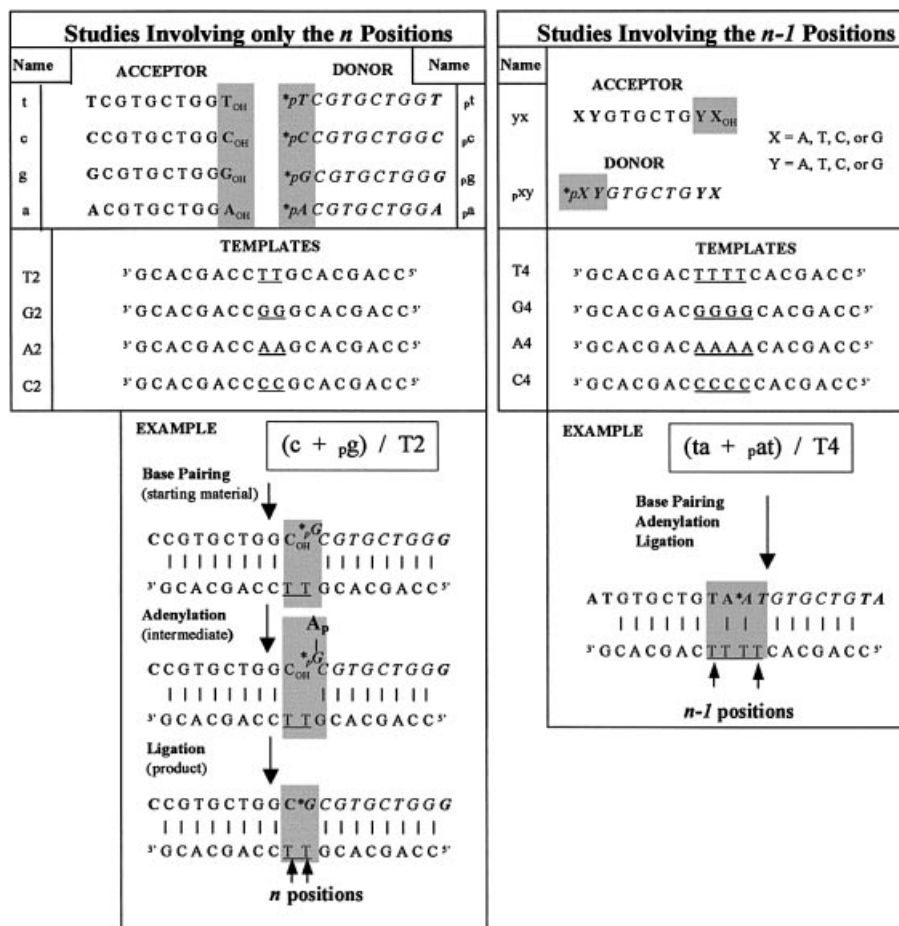 Studies Involving only the n Positions
Name
ACCEPTOR
DONOR
Name
t
TCGTGCTGGTOH
*pTCGTGCTGGT
pt
c
CCGTGCTGGCOH
*pCCGTGCTGGC
pc
g
GCGTGCTGGGOH
*pGCGTGCTGGG
pg
a
ACGTGCTGGAOH
*pACGTGCTGGA
pa
TEMPLATES
T2
3'GCACGACCTTGCACGACC5'
G2
3'GCACGACCGGGCACGACC5'
A2
3'GCACGACCAAGCACGACC5'
C2
3'GCACGACCCCGCACGACC5'
EXAMPLE
(c + pg) / T2
Base Pairing
(starting material)
CCGTGCTGGCOH*pGCGTGCTGGG
3'GCACGACCTTGCACGACC5'
Adenylation
(intermediate)
Ap
CCGTGCTGGCOH*pGCGTGCTGGG
3'GCACGACCTTGCACGACC5'
Ligation
(product)
CCGTGCTGGC*GCGTGCTGGG
3'GCACGACCTTGCACGACC5'
n positions
Studies Involving the n-1 Positions
Name
ACCEPTOR
yx
XYGTGCTGYXOH
X = A, T, C, or G
Y = A, T, C, or G
DONOR
pxy
*pXYGTGCTGYX
TEMPLATES
T4
3'GCACGACTTTTCACGACC5'
G4
3'GCACGAGGGGCACGACC5'
A4
3'GCACGACAAAACACGACC5'
C4
3'GCACGACCCCCCACGACC5'
EXAMPLE
(ta + pat) / T4
Base Pairing
Adenylation
Ligation
ATGTGCTGTA*ATGTGCTGTA
3'GCACGACTTTTCACGACC5'
n-1 positions